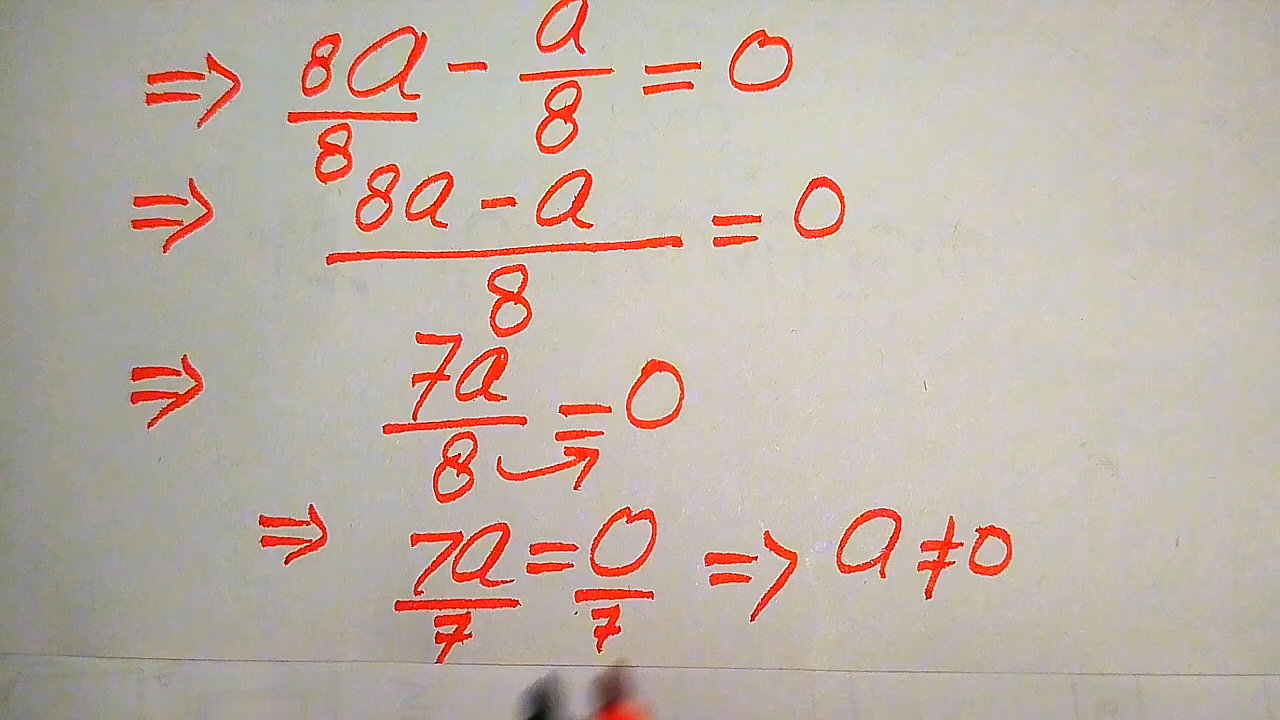 ⇒ 8a/8 - a/8 = 0
⇒ (8a - a)/8 = 0
⇒ 7a/8 = 0
⇒ 7a/7 = 0/7 ⇒ a ≠ 0